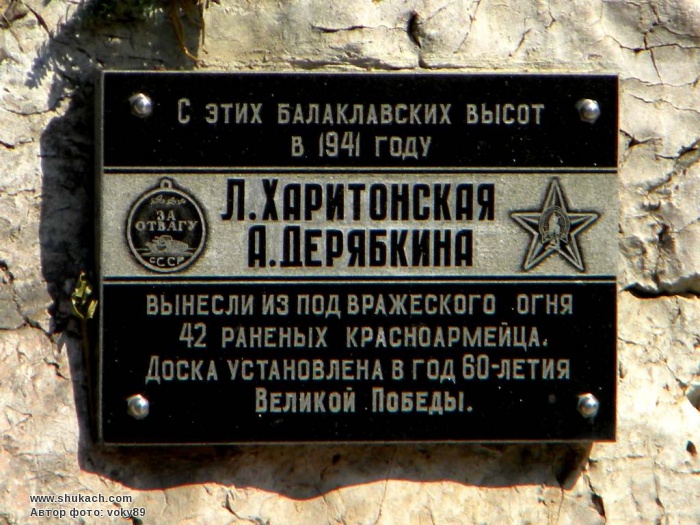 С ЭТИХ БАЛАКЛАВСКИХ ВЫСОТ
В 1941 ГОДУ
Л.ХАРИТОНСКАЯ
А.ДЕРЯБКИНА
ЗА
ОТВАГУ
СССР
ВЫНЕСЛИ ИЗ ПОД ВРАЖЕСКОГО ОГНЯ
42 РАНЕНЫХ КРАСНОАРМЕЙЦА.
ДОСКА УСТАНОВЛЕНА В ГОД 60-ЛЕТИЯ
ВЕЛИКОЙ ПОБЕДЫ.
www.shukach.com
Автор фото: voky89